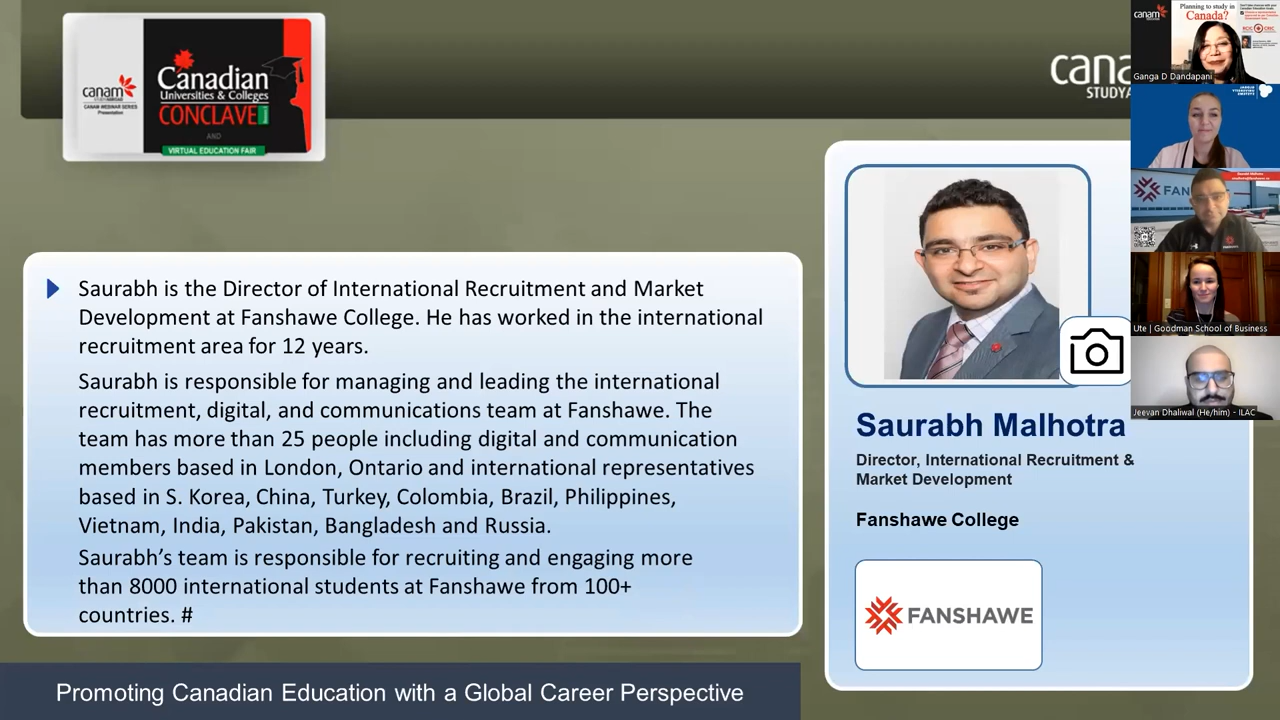 canam
STUDY ABROAD
CANAM WEBINAR SERIES
Presentation
Canadian
Universities & Colleges
CONCLAVE
AND
VIRTUAL EDUCATION FAIR
cana
STUDYA
Saurabh is the Director of International Recruitment and Market
Development at Fanshawe College. He has worked in the international
recruitment area for 12 years.
Saurabh is responsible for managing and leading the international
recruitment, digital, and communications team at Fanshawe. The
team has more than 25 people including digital and communication
members based in London, Ontario and international representatives
based in S. Korea, China, Turkey, Colombia, Brazil, Philippines,
Vietnam, India, Pakistan, Bangladesh and Russia.
Saurabh’s team is responsible for recruiting and engaging more
than 8000 international students at Fanshawe from 100+
countries. #
Saurabh Malhotra
Director, International Recruitment &
Market Development
Fanshawe College
FANSHAWE
Promoting Canadian Education with a Global Career Perspective
canam
Planning to study in
Canada?
Ganga D Dandapani
FAN
Ute | Goodman School of Business
Jeevan Dhaliwal (He/him) - ILAC